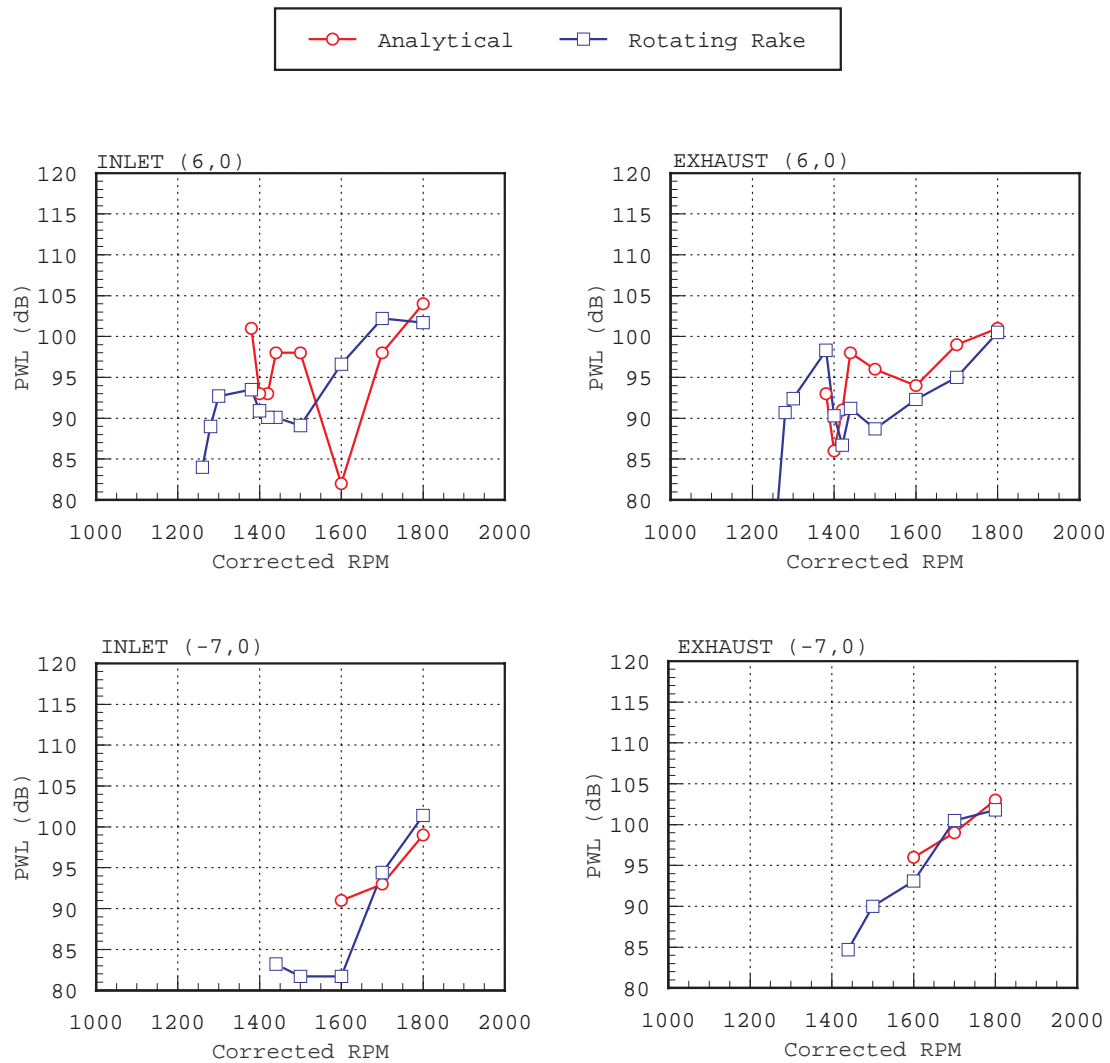 Analytical Rotating Rake
INLET (6,0)
120
115
110
105
100
95
90
85
80
PWL (dB)
1000 1200 1400 1600 1800 2000
Corrected RPM
EXHAUST (6,0)
120
115
110
105
100
95
90
85
80
PWL (dB)
1000 1200 1400 1600 1800 2000
Corrected RPM
INLET (-7,0)
120
115
110
105
100
95
90
85
80
PWL (dB)
1000 1200 1400 1600 1800 2000
Corrected RPM
EXHAUST (-7,0)
120
115
110
105
100
95
90
85
80
PWL (dB)
1000 1200 1400 1600 1800 2000
Corrected RPM